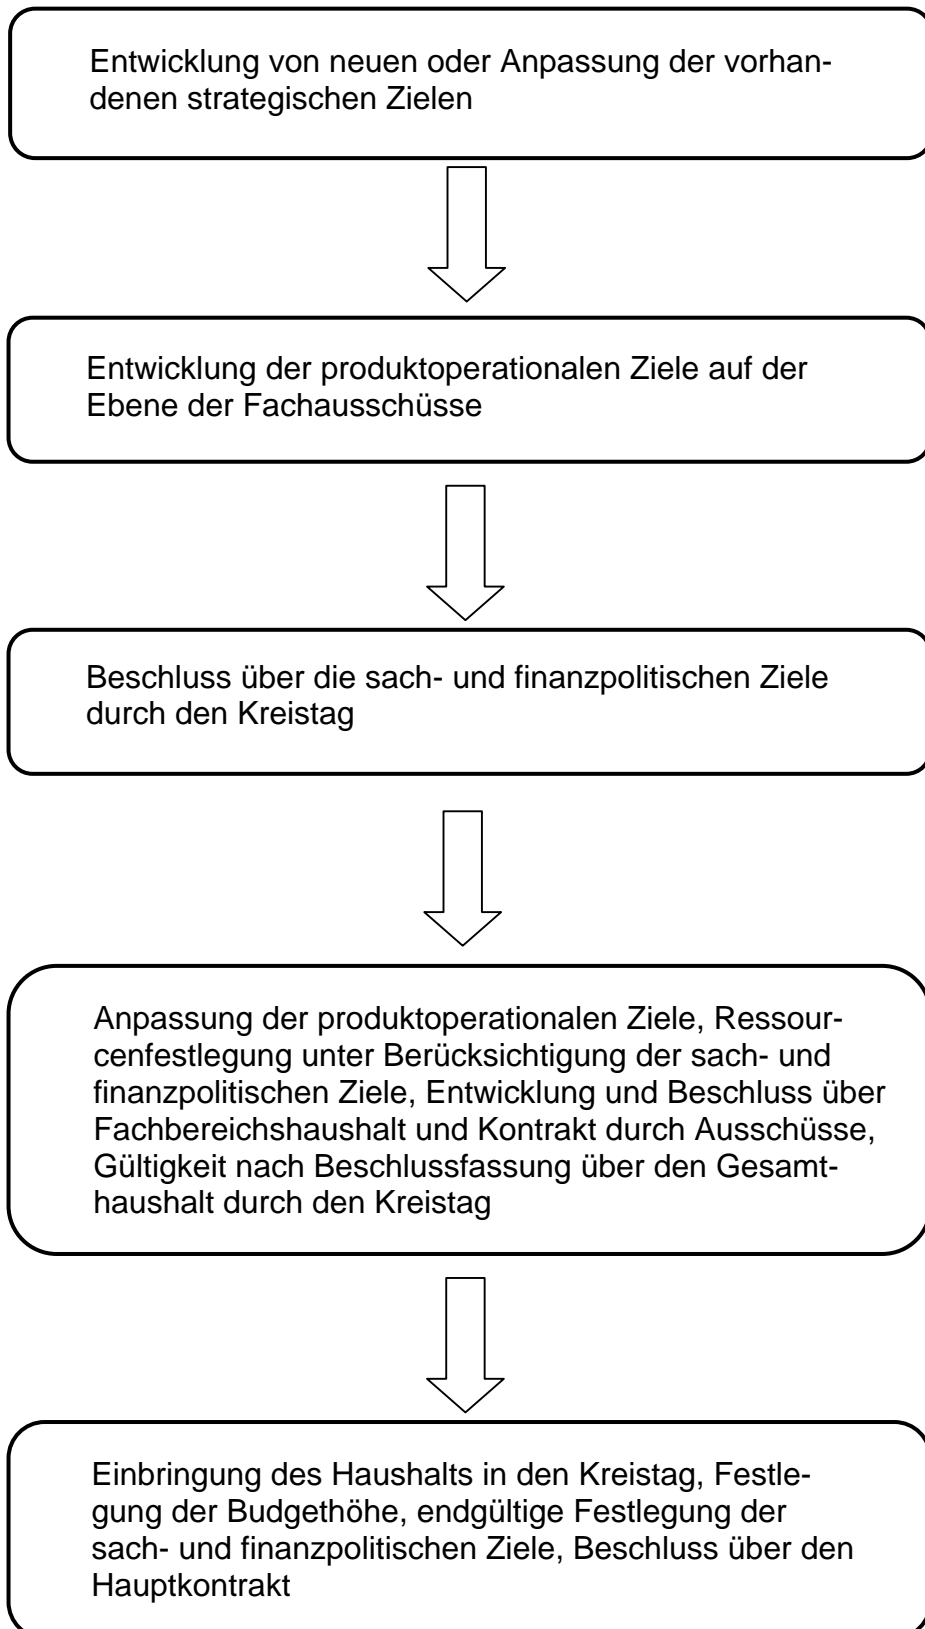 Entwicklung von neuen oder Anpassung der vorhan-
denen strategischen Zielen
Entwicklung der produktoperationalen Ziele auf der
Ebene der Fachausschüsse
Beschluss über die sach- und finanzpolitischen Ziele
durch den Kreistag
Anpassung der produktoperationalen Ziele, Ressour-
cenfestlegung unter Berücksichtigung der sach- und
finanzpolitischen Ziele, Entwicklung und Beschluss über
Fachbereichshaushalt und Kontrakt durch Ausschüsse,
Gültigkeit nach Beschlussfassung über den Gesamt-
haushalt durch den Kreistag
Einbringung des Haushalts in den Kreistag, Festle-
gung der Budgethöhe, endgültige Festlegung der
sach- und finanzpolitischen Ziele, Beschluss über den
Hauptkontrakt